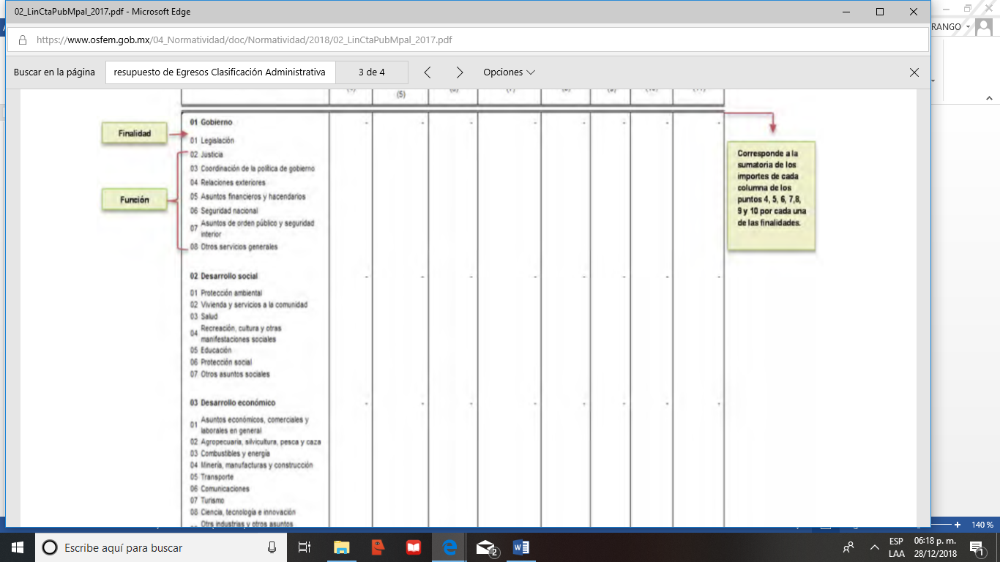 02_LinCtaPubMpal_2017.pdf - Microsoft Edge
RANGO
https://www.osfem.gob.mx/04_Normatividad/doc/Normatividad/2018/02_LinCtaPubMpal_2017.pdf
Buscar en la página
resupuesto de Egresos Clasificación Administrativa
3 de 4
Opciones
(5)
Finalidad
Función
01 Gobierno - - - - - - - -
01 Legislación
02 Justicia
03 Coordinación de la política de gobierno
04 Relaciones exteriores
05 Asuntos financieros y hacendarios
06 Seguridad nacional
07 Asuntos de orden público y seguridad
interior
08 Otros servicios generales
02 Desarrollo social - - - - - - - -
01 Protección ambiental
02 Vivienda y servicios a la comunidad
03 Salud
04 Recreación, cultura y otras
manifestaciones sociales
05 Educación
06 Protección social
07 Otros asuntos sociales
03 Desarrollo económico - - - - - - - -
01 Asuntos económicos, comerciales y
laborales en general
02 Agropecuaria, silvicultura, pesca y caza
03 Combustibles y energía
04 Minería, manufacturas y construcción
05 Transporte
06 Comunicaciones
07 Turismo
08 Ciencia, tecnología e innovación
Otrs industrias y otros asuntos
Corresponde a la
sumatoria de los
importes de cada
columna de los
puntos 4, 5, 6, 7,8,
9 y 10 por cada una
de las finalidades.
140 %
Escribe aquí para buscar
2
ESP
LAA
06:18 p. m.
28/12/2018
1